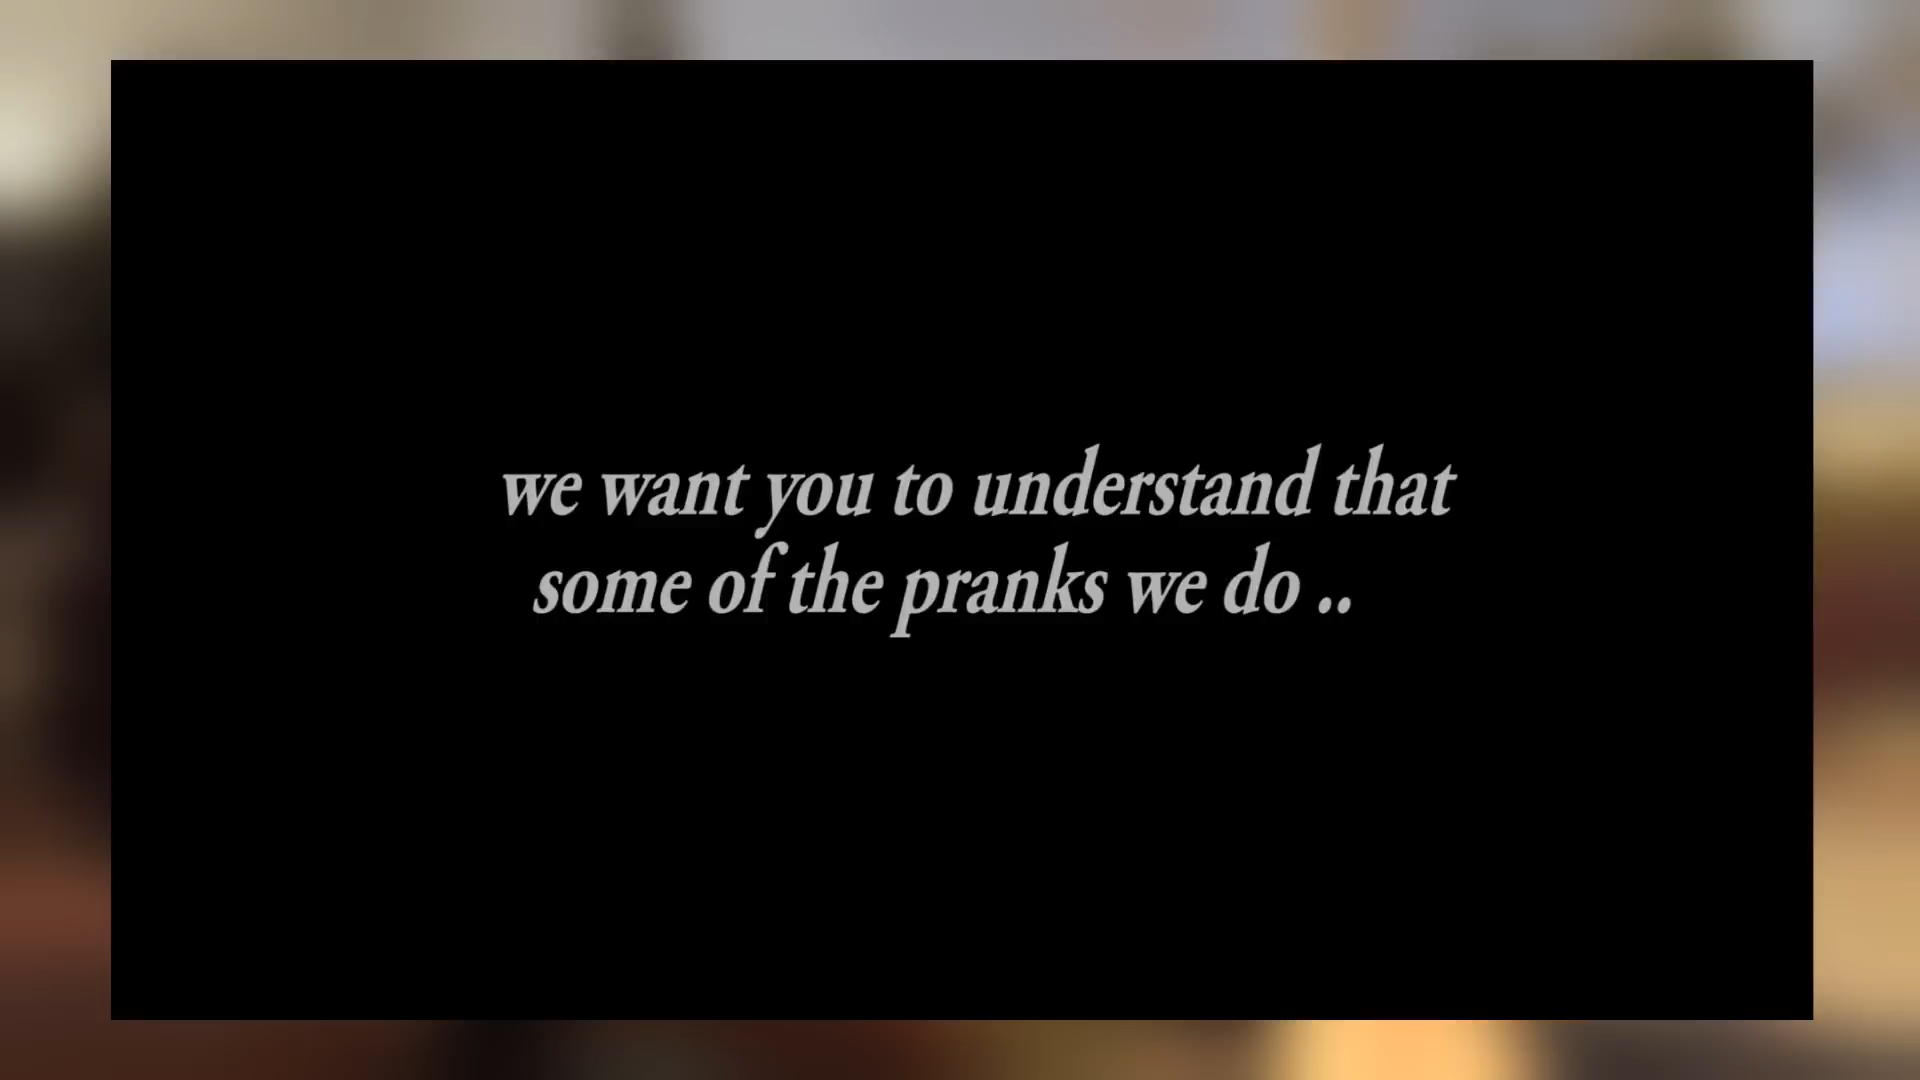 we want you to understand that
some of the pranks we do ..